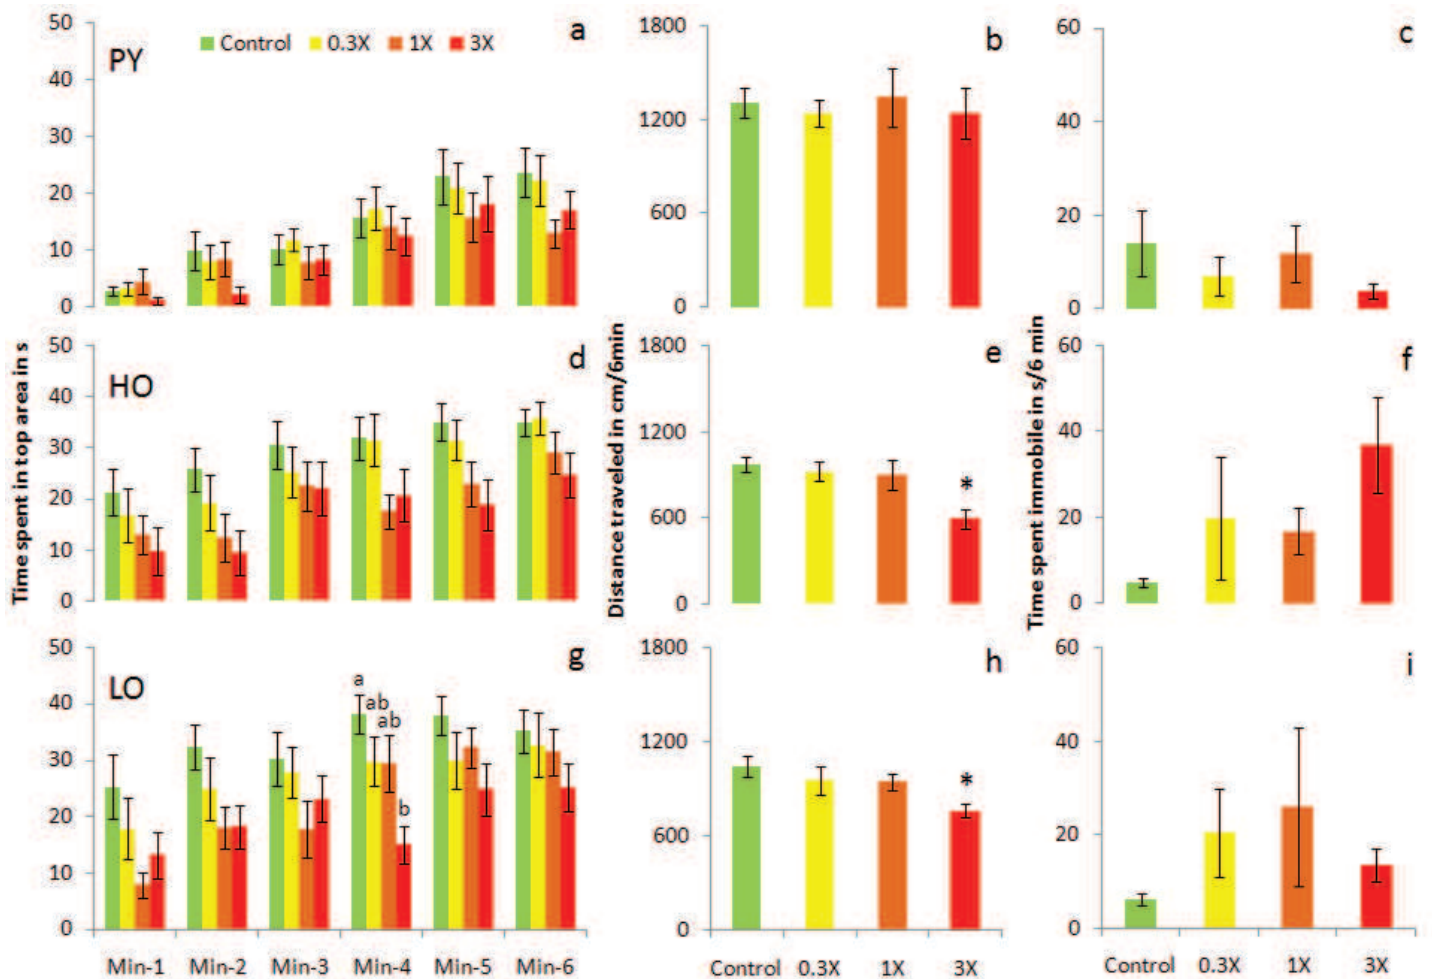 50
40
30
20
10
0
PY
Control 0.3X 1X 3X
a
1800
1200
600
0
b
60
40
20
0
c
Time spent in top area in s
50
40
30
20
10
0
HO
d
Distance traveled in cm/6min
1800
1200
600
0
e
*
Time spent immobile in s/6 min
60
40
20
0
f
50
40
30
20
10
0
LO
g
a
ab
ab
b
Min-1 Min-2 Min-3 Min-4 Min-5 Min-6
1800
1200
600
0
h
*
Control 0.3X 1X 3X
60
40
20
0
i
Control 0.3X 1X 3X